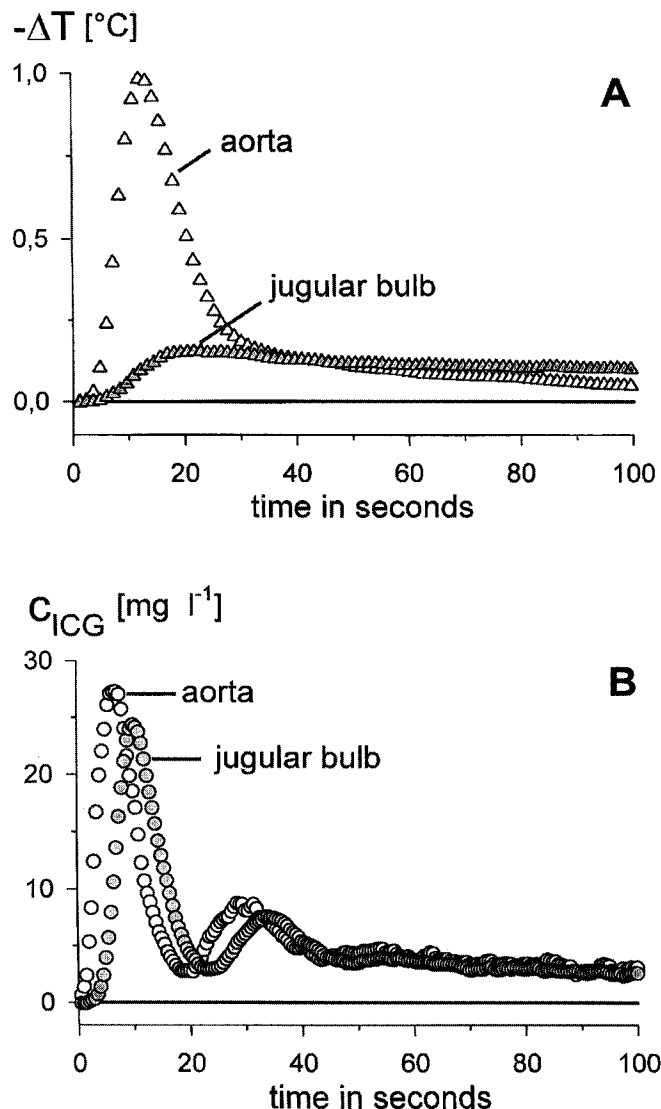 -ΔT [°C]
A
1,0
aorta
0,5
jugular bulb
0,0
0 20 40 60 80 100
time in seconds
C_ICG [mg l⁻¹]
B
30
aorta
jugular bulb
20
10
0
0 20 40 60 80 100
time in seconds